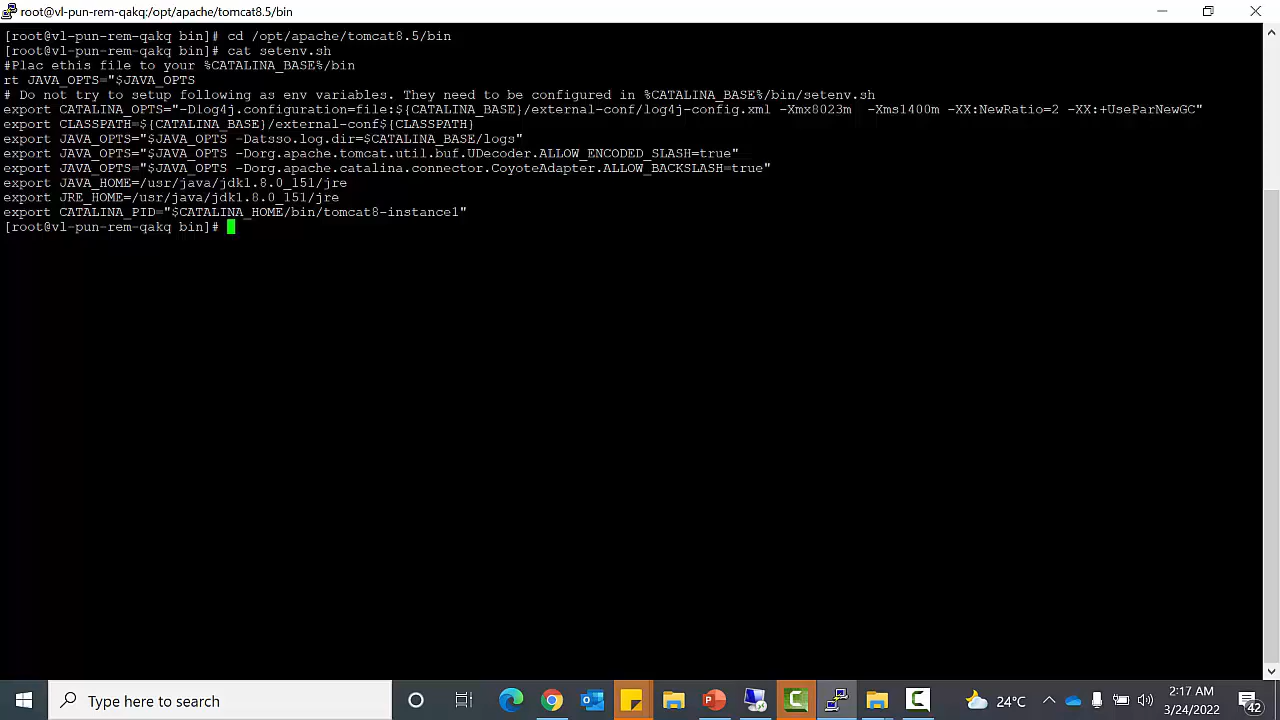 root@vl-pun-rem-qakq:/opt/apache/tomcat8.5/bin
[root@vl-pun-rem-qakq bin]# cd /opt/apache/tomcat8.5/bin
[root@vl-pun-rem-qakq bin]# cat setenv.sh
#Plac ethis file to your %CATALINA_BASE%/bin
rt JAVA_OPTS="$JAVA_OPTS
# Do not try to setup following as env variables. They need to be configured in %CATALINA_BASE%/bin/setenv.sh
export CATALINA_OPTS="-Dlog4j.configuration=file:${CATALINA_BASE}/external-conf/log4j-config.xml -Xmx8023m  -Xms1400m -XX:NewRatio=2 -XX:+UseParNewGC"
export CLASSPATH=${CATALINA_BASE}/external-conf${CLASSPATH}
export JAVA_OPTS="$JAVA_OPTS -Datsso.log.dir=$CATALINA_BASE/logs"
export JAVA_OPTS="$JAVA_OPTS -Dorg.apache.tomcat.util.buf.UDecoder.ALLOW_ENCODED_SLASH=true"
export JAVA_OPTS="$JAVA_OPTS -Dorg.apache.catalina.connector.CoyoteAdapter.ALLOW_BACKSLASH=true"
export JAVA_HOME=/usr/java/jdk1.8.0_151/jre
export JRE_HOME=/usr/java/jdk1.8.0_151/jre
export CATALINA_PID="$CATALINA_HOME/bin/tomcat8-instance1"
[root@vl-pun-rem-qakq bin]#
Type here to search
24°C
2:17 AM
3/24/2022
42